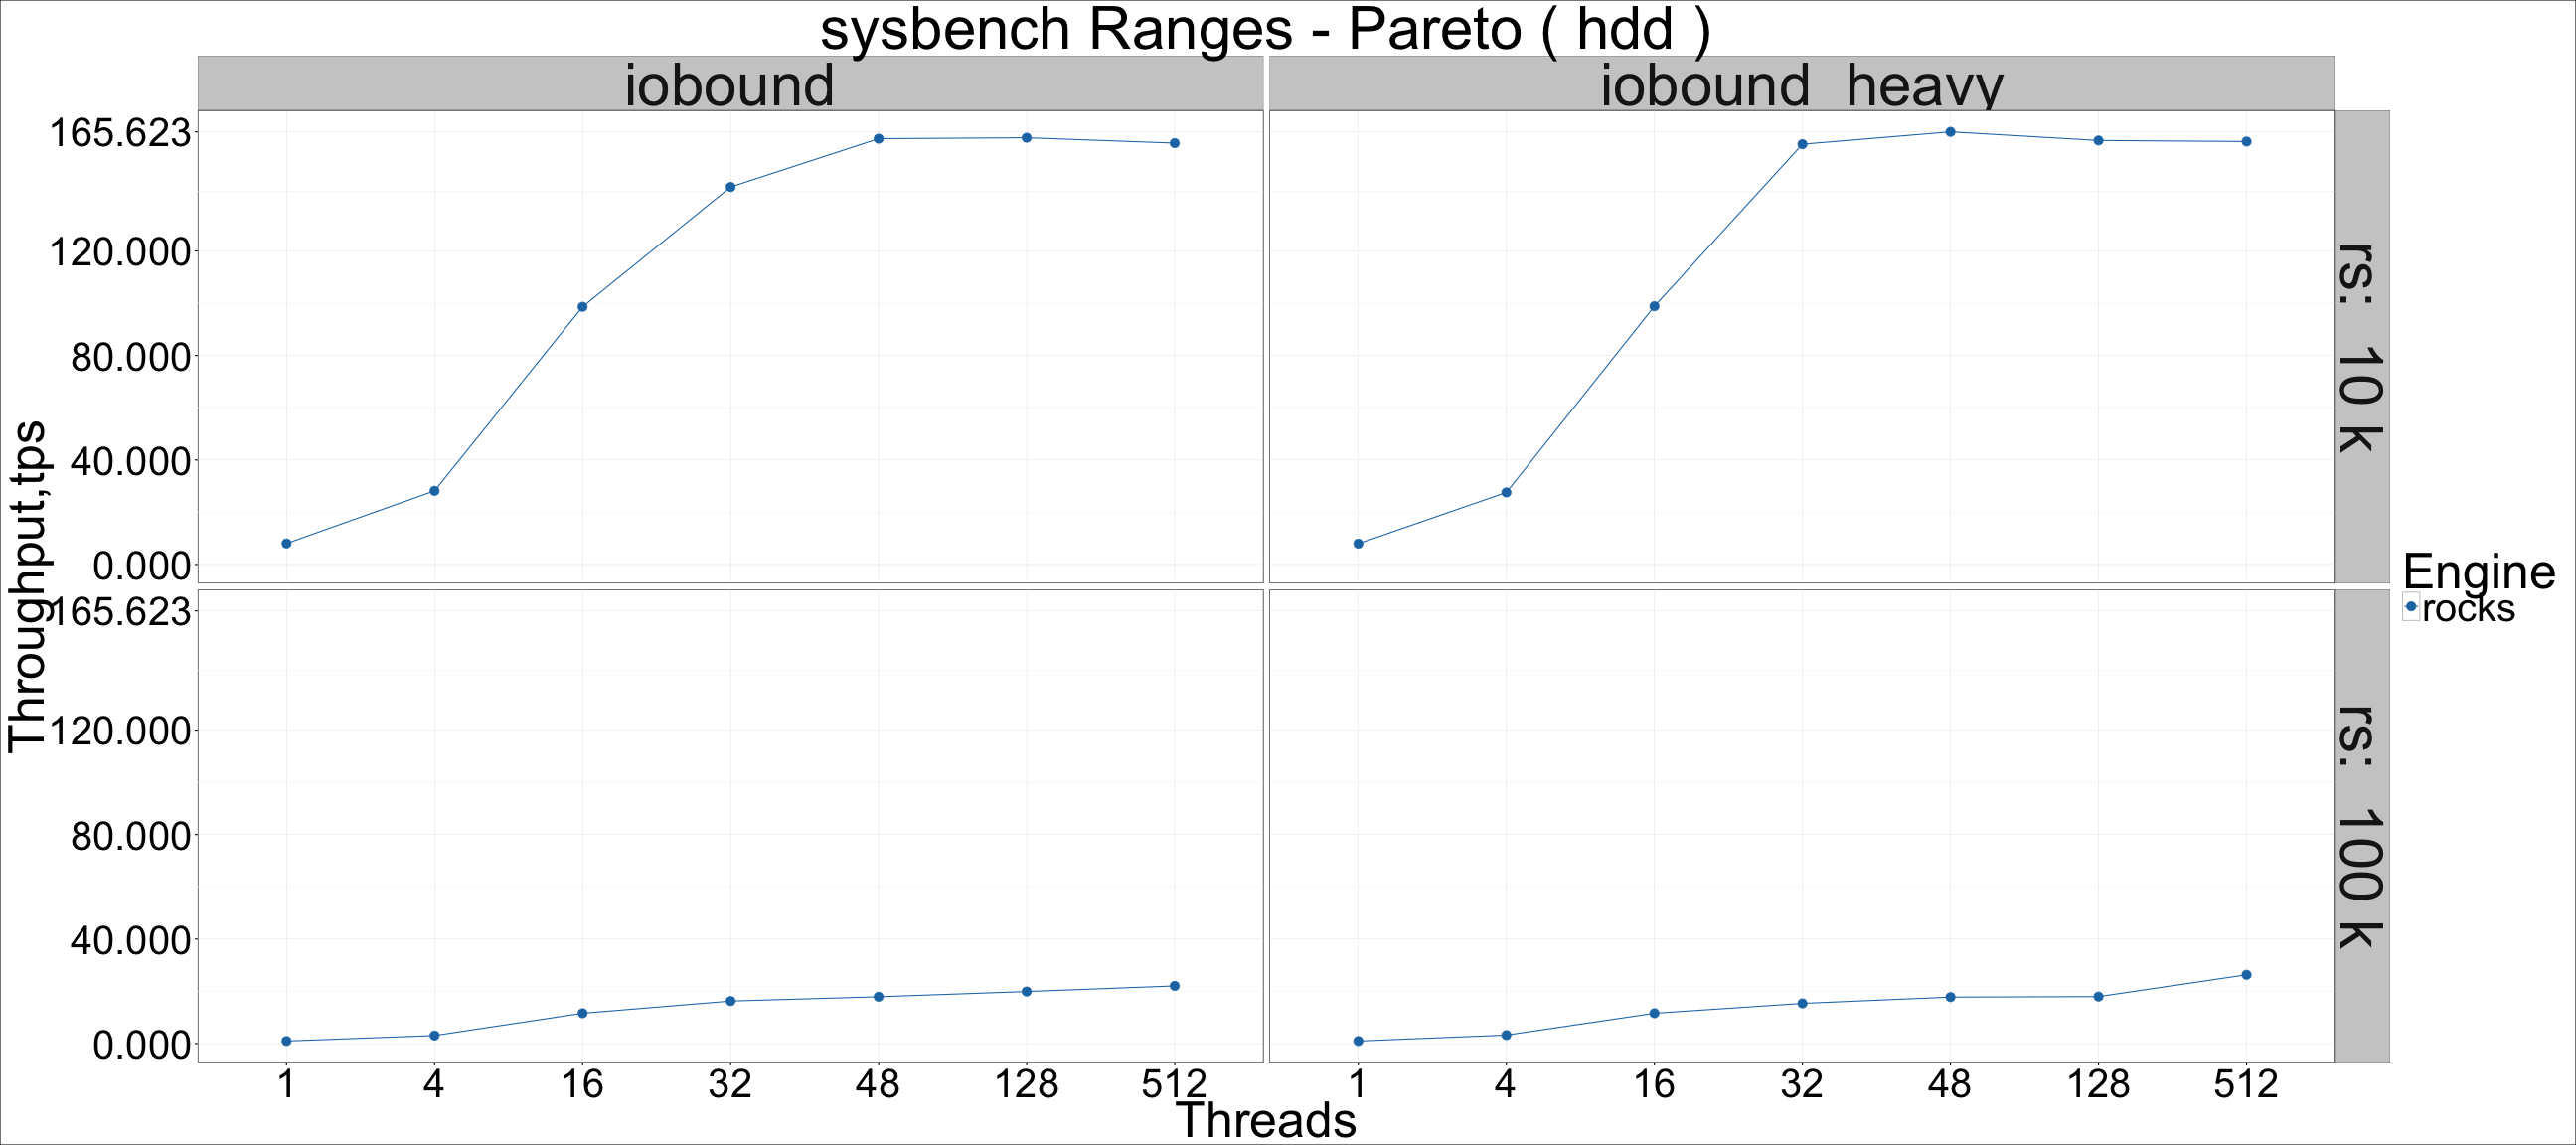 sysbench Ranges - Pareto ( hdd )
iobound
iobound heavy
165.623
120.000
80.000
40.000
0.000
rs: 10 k
165.623
120.000
80.000
40.000
0.000
rs: 100 k
Throughput,tps
1 4 16 32 48 128 512
1 4 16 32 48 128 512
Threads
Engine
rocks